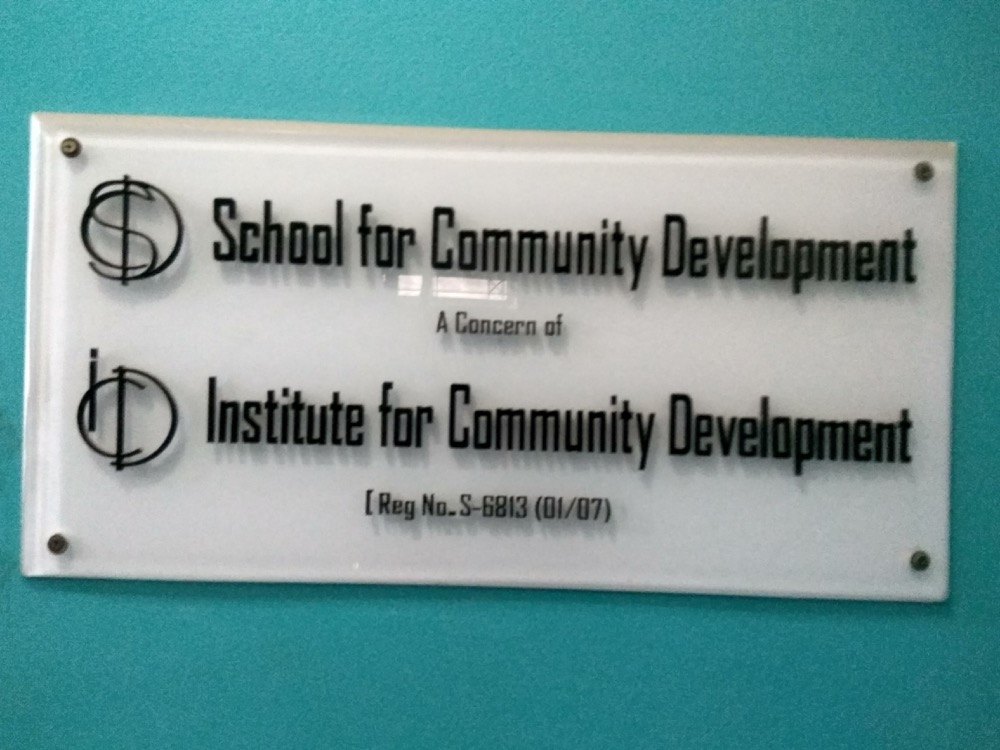 School for Community Development
A Concern of
Institute for Community Development
[ Reg No. S-6813 (01/07)